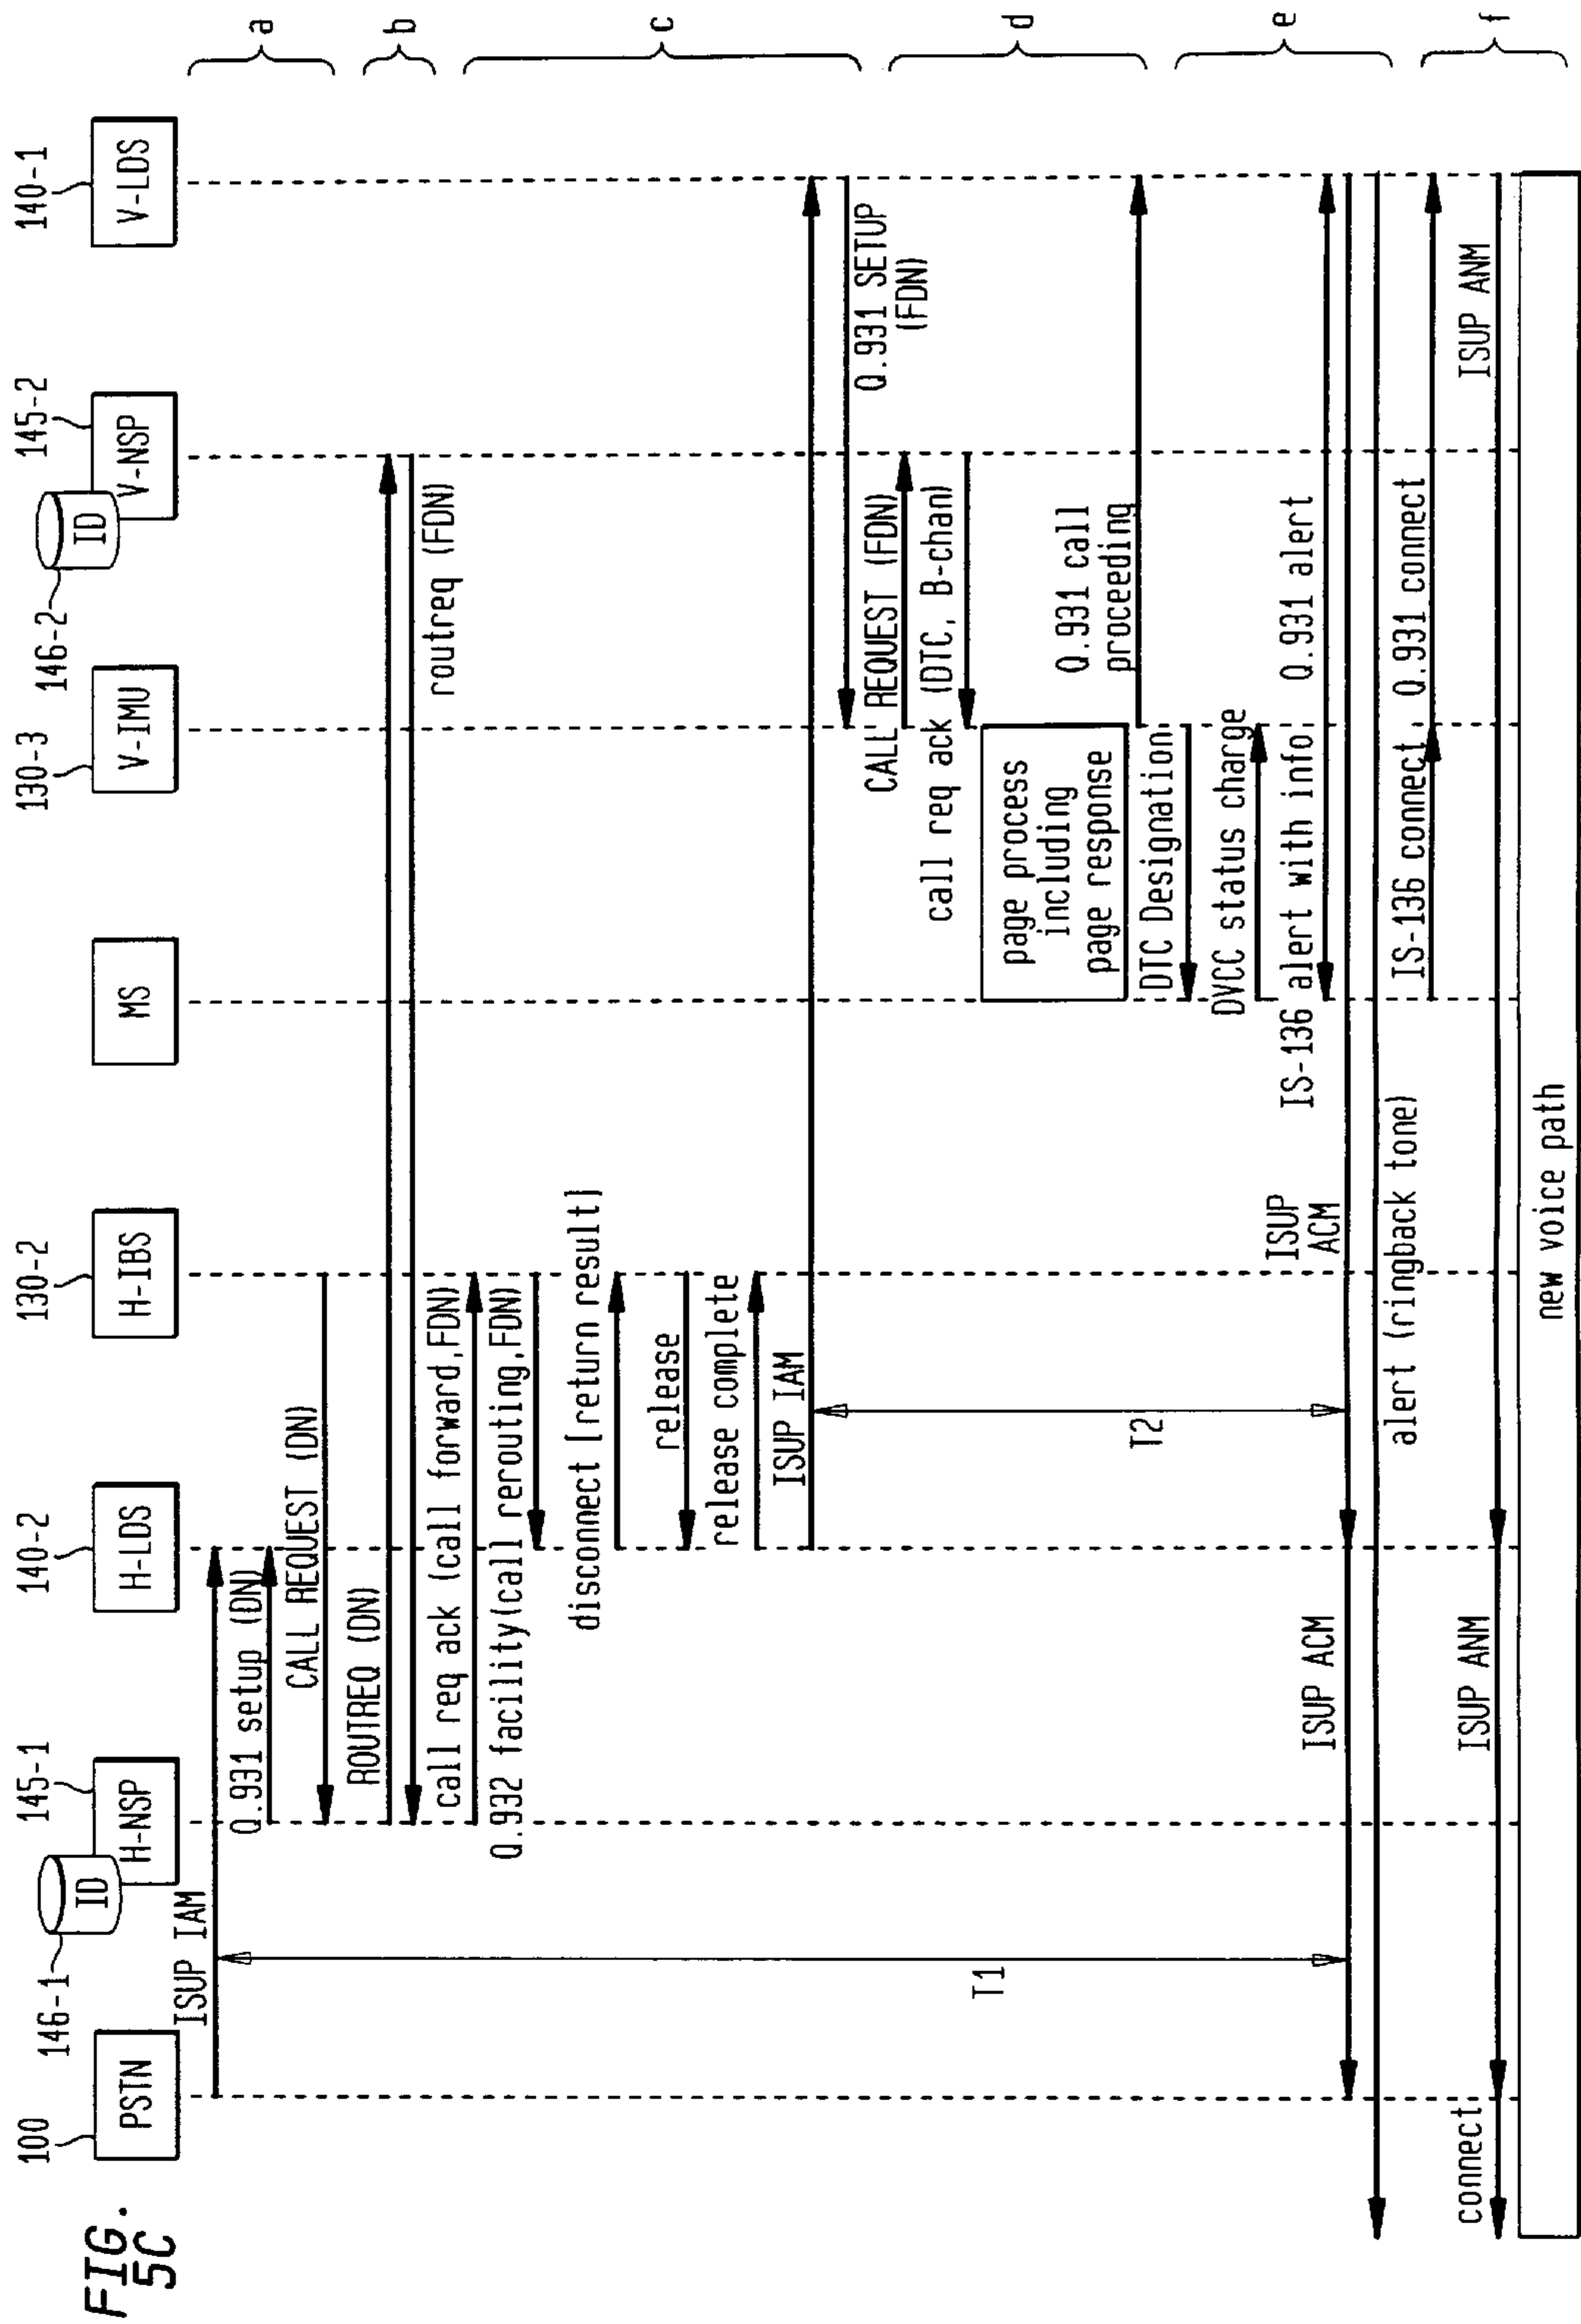 FIG.
5C
100
PSTN
146-1
ID
145-1
H-NSP
140-2
H-LDS
130-2
H-IBS
MS
130-3
V-IMU
146-2
ID
145-2
V-NSP
140-1
V-LDS
a
ISUP IAM
Q.931 setup (DN)
CALL REQUEST (DN)
b
ROUTREQ (DN)
routreq (FDN)
c
call req ack (call forward,FDN)
Q.932 facility(call rerouting,FDN)
disconnect [return result]
release
release complete
ISUP IAM
Q.931 SETUP
(FDN)
d
CALL REQUEST (FDN)
call req ack (DTC, B-chan)
page process
including
page response
Q.931 call
proceeding
T1
T2
e
DTC Designation
DVCC status charge
IS-136 alert with info
Q.931 alert
ISUP ACM
ISUP
ACM
alert (ringback tone)
f
IS-136 connect
Q.931 connect
connect
ISUP ANM
ISUP ANM
new voice path